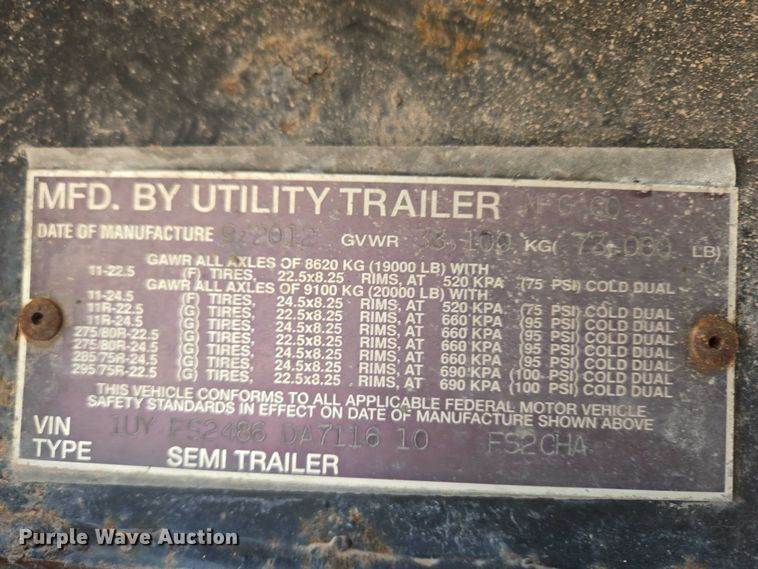 MFD. BY UTILITY TRAILER MFG CO
DATE OF MANUFACTURE 9/2012 GVWR 33,100 KG( 73,000 LB)
GAWR ALL AXLES OF 8620 KG (19000 LB) WITH
11-22.5 (F) TIRES, 22.5x8.25 RIMS, AT 520 KPA (75 PSI) COLD DUAL
GAWR ALL AXLES OF 9100 KG (20000 LB) WITH
11-24.5 (F) TIRES, 24.5x8.25 RIMS, AT 520 KPA (75 PSI) COLD DUAL
11R-22.5 (G) TIRES, 22.5x8.25 RIMS, AT 660 KPA (95 PSI) COLD DUAL
11R-24.5 (G) TIRES, 24.5x8.25 RIMS, AT 660 KPA (95 PSI) COLD DUAL
275/80R-22.5 (G) TIRES, 22.5x8.25 RIMS, AT 660 KPA (95 PSI) COLD DUAL
275/80R-24.5 (G) TIRES, 24.5x8.25 RIMS, AT 660 KPA (95 PSI) COLD DUAL
285/75R-24.5 (G) TIRES, 24.5x8.25 RIMS, AT 690 KPA (100 PSI) COLD DUAL
295/75R-22.5 (G) TIRES, 22.5x8.25 RIMS, AT 690 KPA (100 PSI) COLD DUAL
THIS VEHICLE CONFORMS TO ALL APPLICABLE FEDERAL MOTOR VEHICLE
SAFETY STANDARDS IN EFFECT ON DATE OF MANUFACTURE SHOWN ABOVE
VIN 1UY FS2486 DA7116 10 FS2CHA
TYPE SEMI TRAILER
Purple Wave Auction